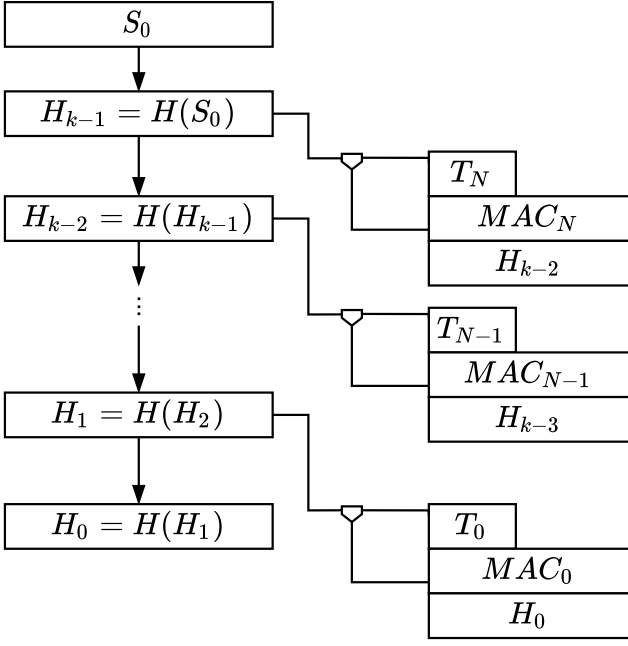 S_0
H_{k-1} = H(S_0)
T_N
MAC_N
H_{k-2} = H(H_{k-1})
H_{k-2}
T_{N-1}
MAC_{N-1}
⋮
H_{k-3}
H_1 = H(H_2)
T_0
H_0 = H(H_1)
MAC_0
H_0